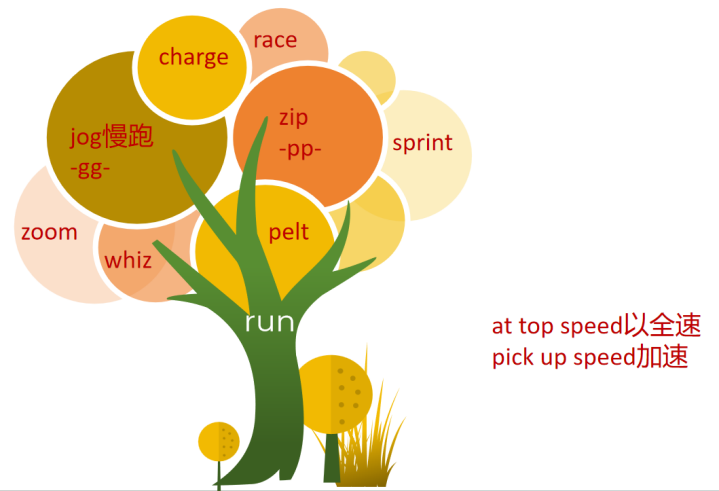 race
charge
zip
-pp-
jog慢跑
-gg-
sprint
zoom
whiz
pelt
run
at top speed以全速
pick up speed加速